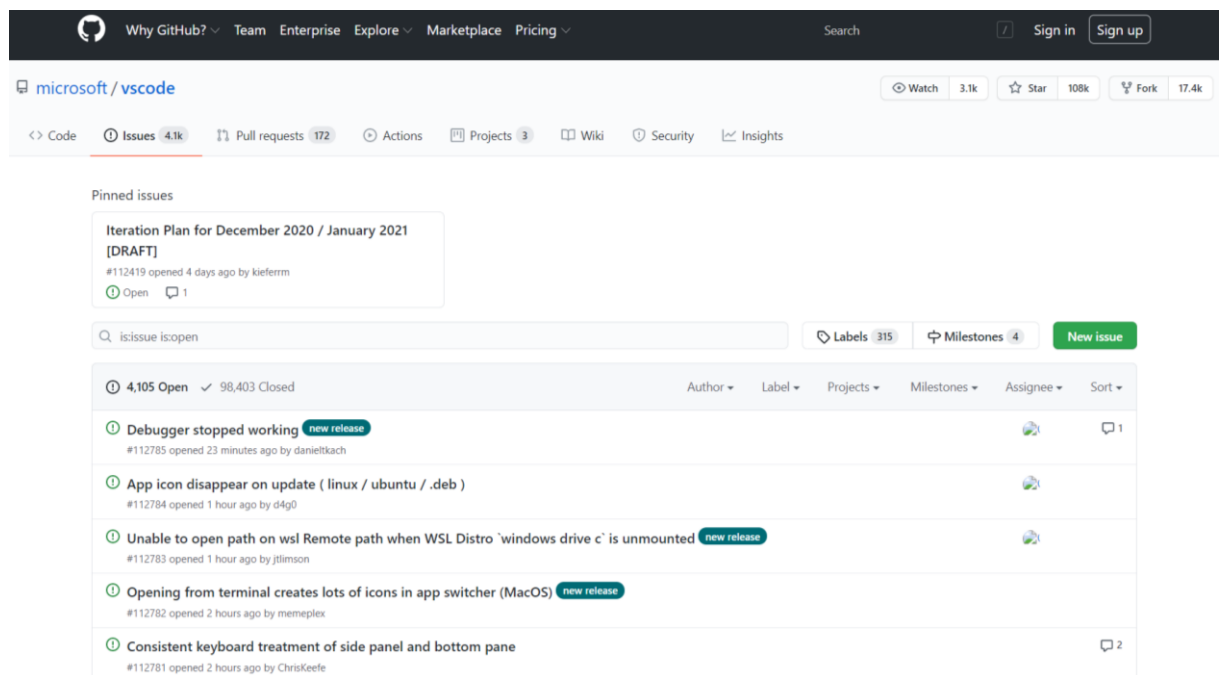 Why GitHub? Team Enterprise Explore Marketplace Pricing Search / Sign in Sign up
microsoft / vscode Watch 3.1k Star 108k Fork 17.4k
<> Code Issues 4.1k Pull requests 172 Actions Projects 3 Wiki Security Insights
Pinned issues
Iteration Plan for December 2020 / January 2021
[DRAFT]
#112419 opened 4 days ago by kieferrm
Open 1
is:issue is:open Labels 315 Milestones 4 New issue
4,105 Open 98,403 Closed Author Label Projects Milestones Assignee Sort
Debugger stopped working new release 1
#112785 opened 23 minutes ago by danieltkach
App icon disappear on update ( linux / ubuntu / .deb )
#112784 opened 1 hour ago by d4g0
Unable to open path on wsl Remote path when WSL Distro `windows drive c` is unmounted new release
#112783 opened 1 hour ago by jtlimson
Opening from terminal creates lots of icons in app switcher (MacOS) new release
#112782 opened 2 hours ago by memeplex
Consistent keyboard treatment of side panel and bottom pane 2
#112781 opened 2 hours ago by ChrisKeefe